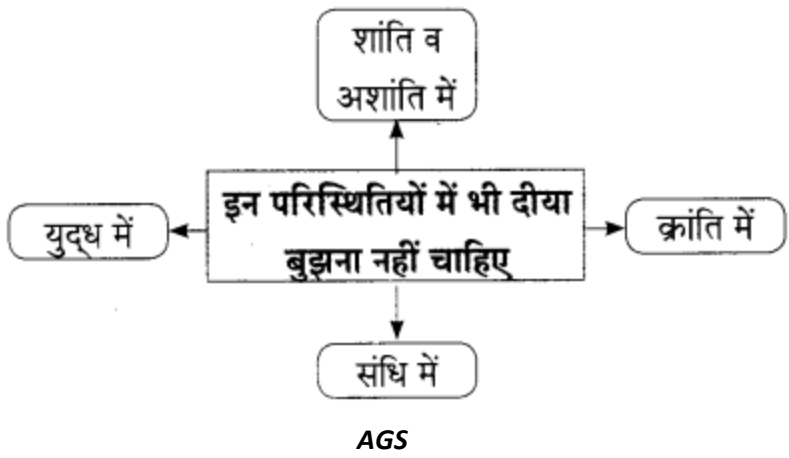 शांति व
अशांति में
इन परिस्थितियों में भी दीया
बुझना नहीं चाहिए
युद्ध में
क्रांति में
संधि में
AGS